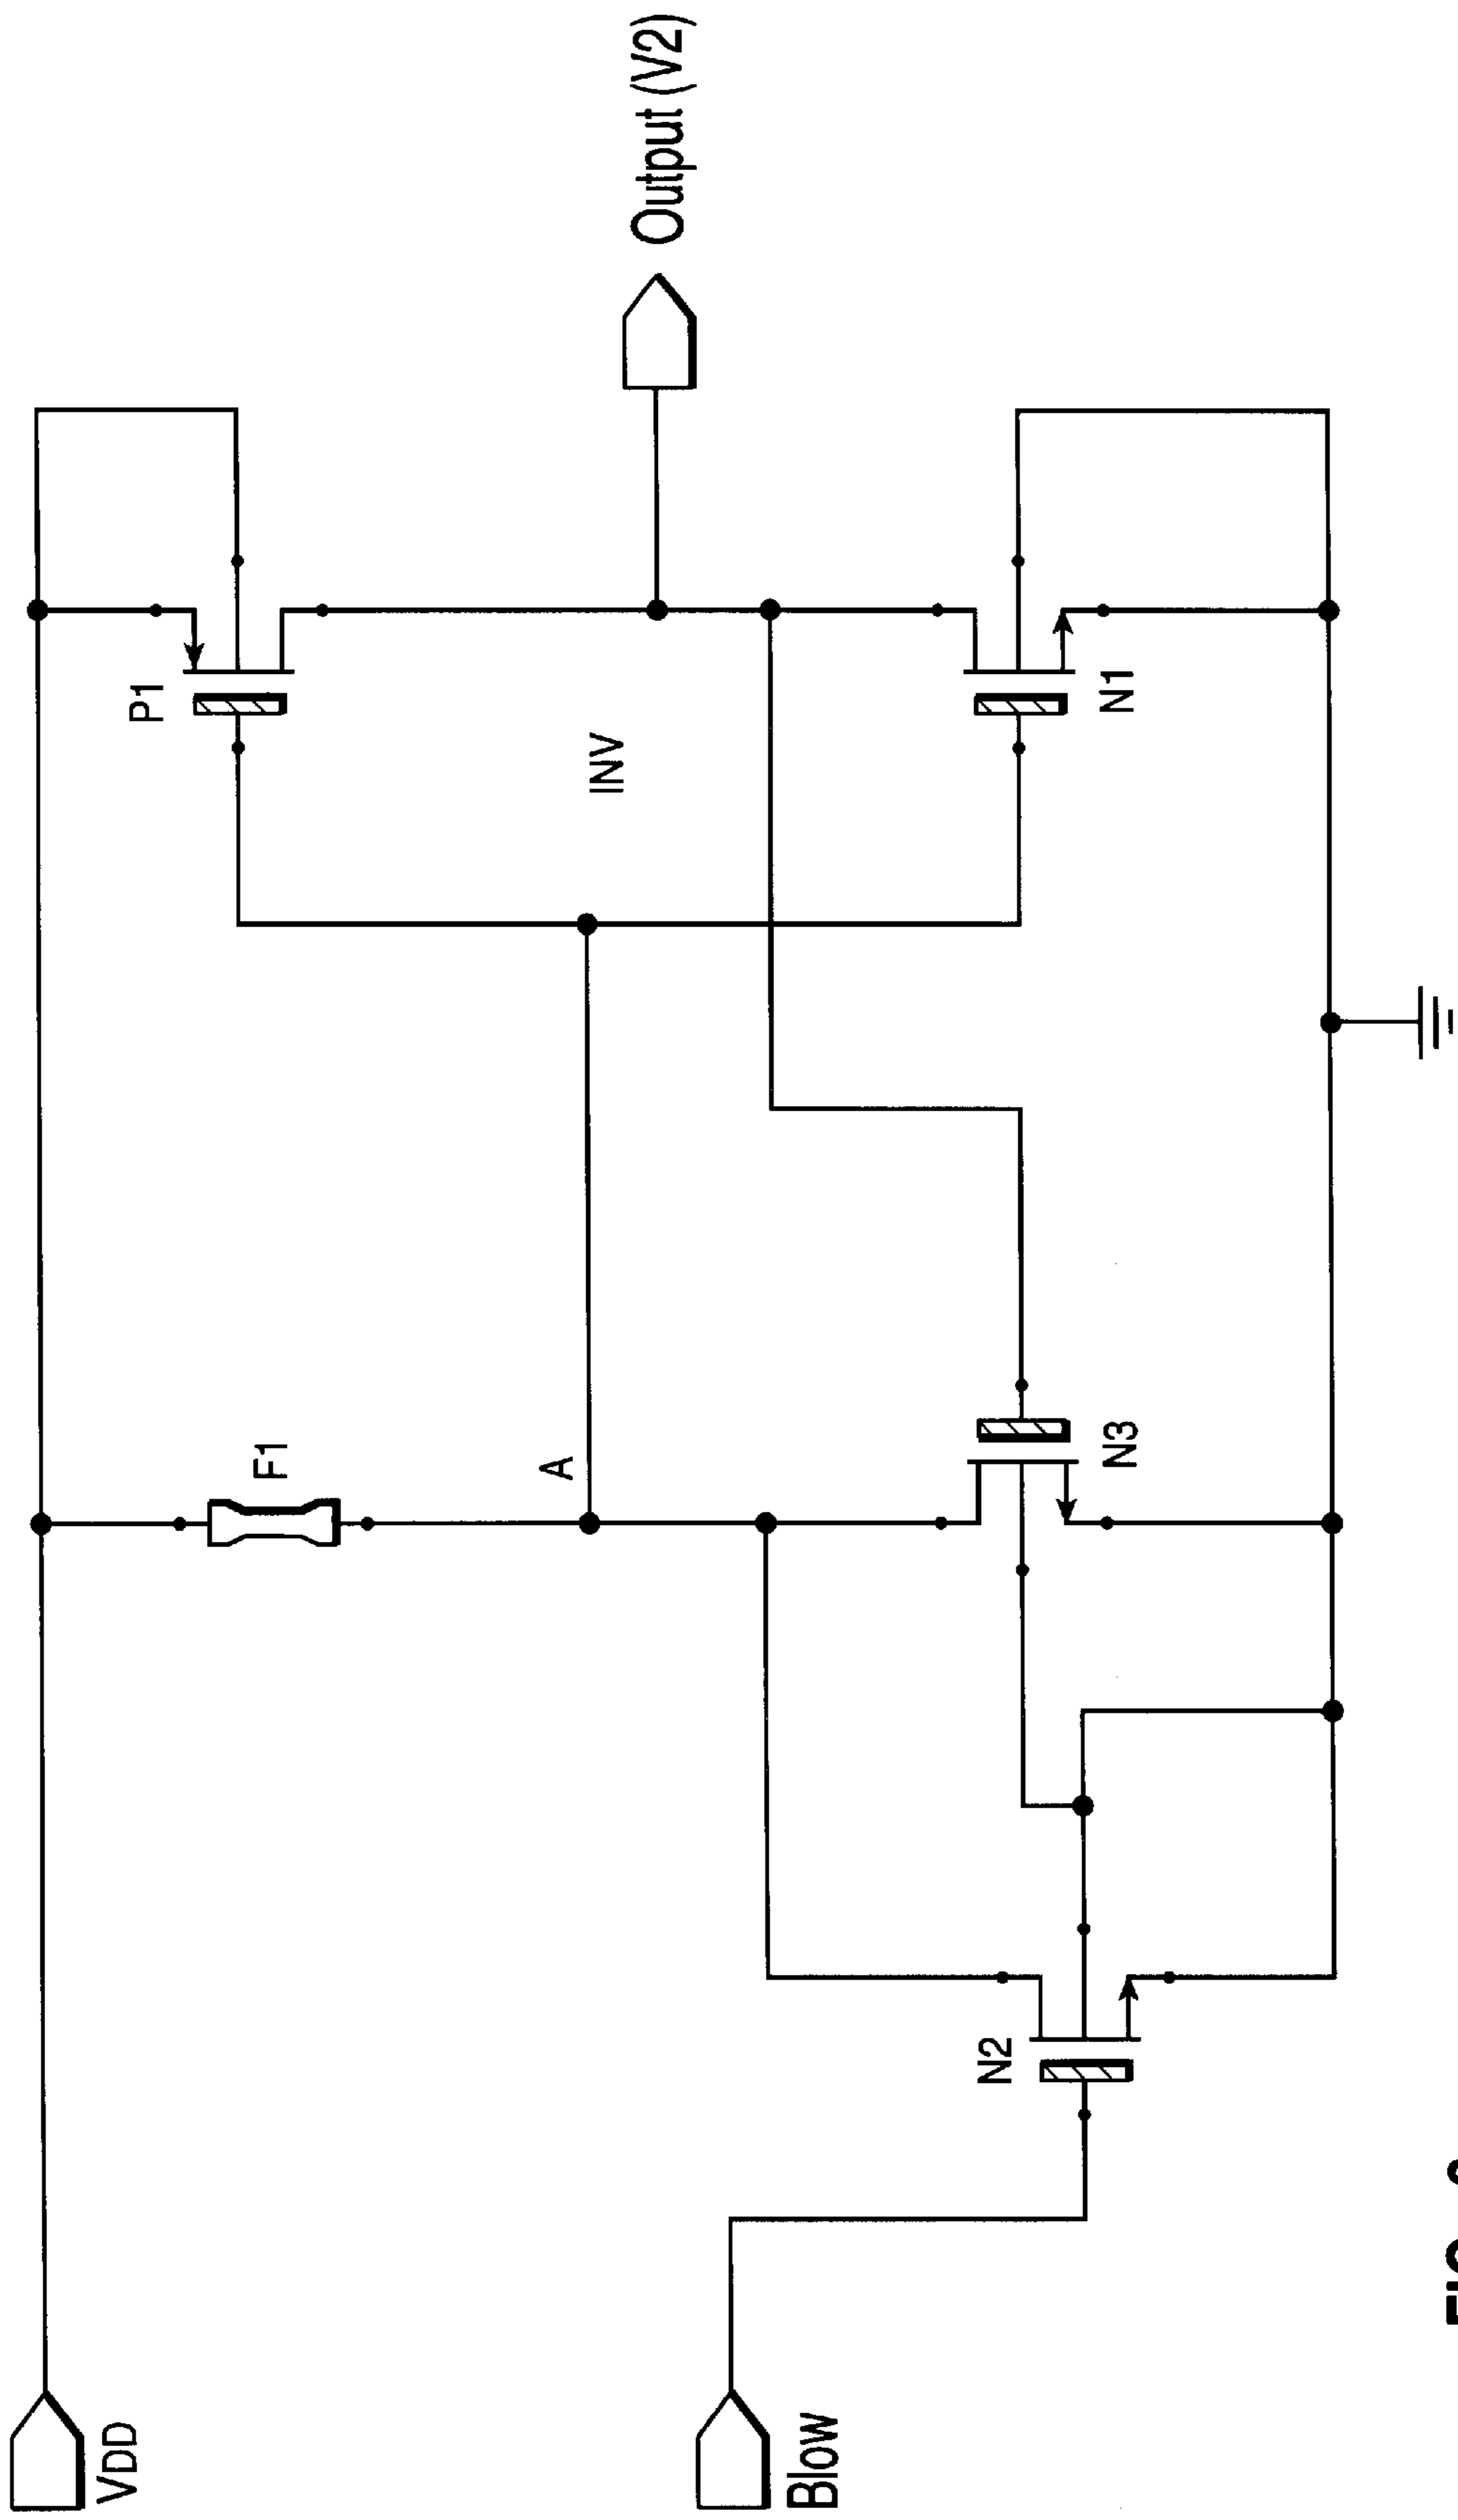 VDD
F1
P1
Output (V2)
A
INV
Blow
N2
N3
N1